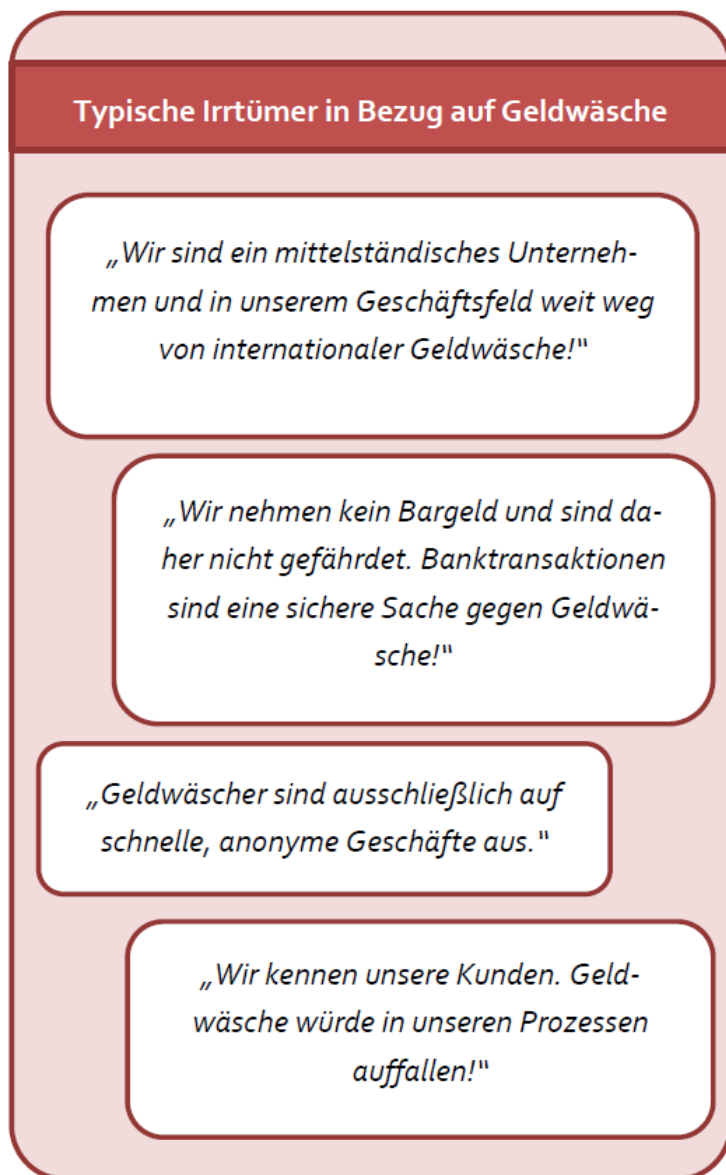 Typische Irrtümer in Bezug auf Geldwäsche
„Wir sind ein mittelständisches Unterneh-
men und in unserem Geschäftsfeld weit weg
von internationaler Geldwäsche!“
„Wir nehmen kein Bargeld und sind da-
her nicht gefährdet. Banktransaktionen
sind eine sichere Sache gegen Geldwä-
sche!“
„Geldwäscher sind ausschließlich auf
schnelle, anonyme Geschäfte aus.“
„Wir kennen unsere Kunden. Geld-
wäsche würde in unseren Prozessen
auffallen!“